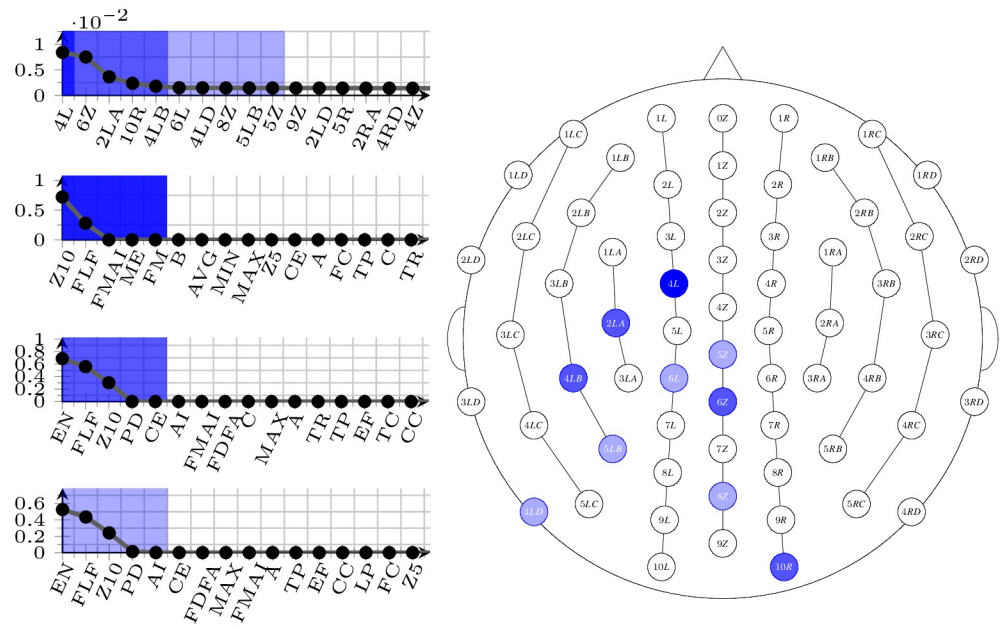 ·10−2
1
0.5
0
4L 6Z 2LA 10R 4LB 6L 4LD 8Z 5LB 5Z 9Z 2LD 5R 2RA 4RD 4Z
1
0
Z10 FLF FMAI ME FM B AVG MIN MAX Z5 CE A FC TP C TR
1
0.8
0.6
0.4
0.2
0
EN FLF Z10 PD CE AI FMAI FDFA C MAX A TR TP EF TC CC
0.6
0.4
0.2
0
EN FLF Z10 PD AI CE FDFA MAX FMAI A TP EF CC LP FC Z5
1L 0Z 1R
1LC 1RC
1LB 1Z 1RB
1LD 1RD
2L 2R
2LB 2Z 2RB
2LC 3L 3R 2RC
1LA 1RA
2LD 3Z 2RD
3LB 4L 4R 3RB
4Z
2LA 2RA
3LC 5L 5R 3RC
5Z
4LB 3LA 6L 6R 3RA 4RB
3LD 6Z 3RD
4LC 7L 7R 4RC
5LB 7Z 5RB
8L 8R
8Z
5LC 5RC
4LD 4RD
9L 9R
9Z
10L 10R